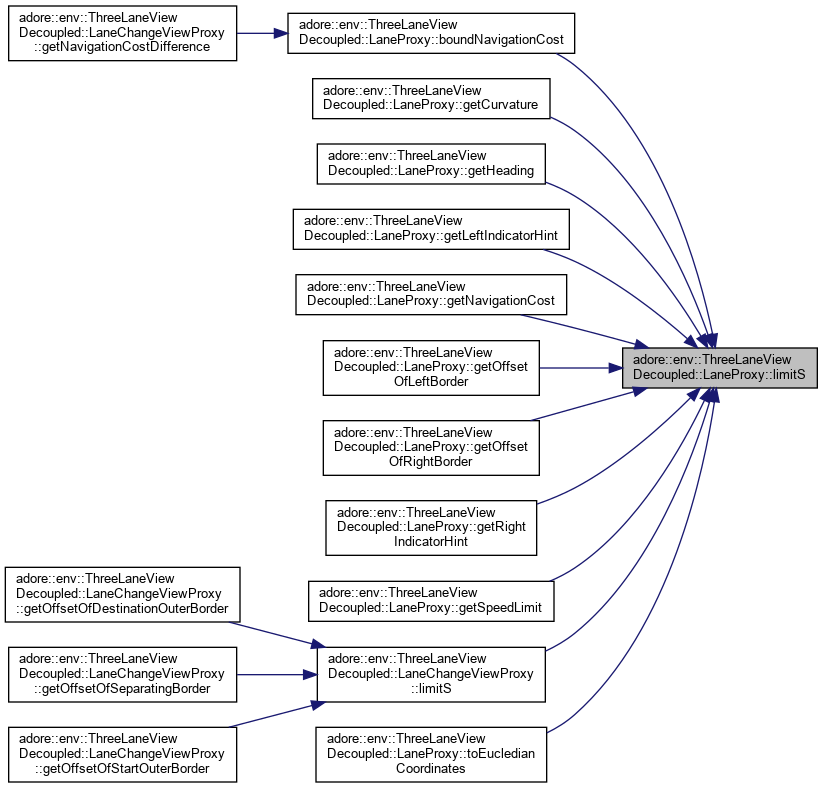 adore::env::ThreeLaneView
Decoupled::LaneChangeViewProxy
::getNavigationCostDifference
adore::env::ThreeLaneView
Decoupled::LaneProxy::boundNavigationCost
adore::env::ThreeLaneView
Decoupled::LaneProxy::getCurvature
adore::env::ThreeLaneView
Decoupled::LaneProxy::getHeading
adore::env::ThreeLaneView
Decoupled::LaneProxy::getLeftIndicatorHint
adore::env::ThreeLaneView
Decoupled::LaneProxy::getNavigationCost
adore::env::ThreeLaneView
Decoupled::LaneProxy::getOffset
OfLeftBorder
adore::env::ThreeLaneView
Decoupled::LaneProxy::limitS
adore::env::ThreeLaneView
Decoupled::LaneProxy::getOffset
OfRightBorder
adore::env::ThreeLaneView
Decoupled::LaneProxy::getRight
IndicatorHint
adore::env::ThreeLaneView
Decoupled::LaneProxy::getSpeedLimit
adore::env::ThreeLaneView
Decoupled::LaneChangeViewProxy
::getOffsetOfDestinationOuterBorder
adore::env::ThreeLaneView
Decoupled::LaneChangeViewProxy
::getOffsetOfSeparatingBorder
adore::env::ThreeLaneView
Decoupled::LaneChangeViewProxy
::limitS
adore::env::ThreeLaneView
Decoupled::LaneChangeViewProxy
::getOffsetOfStartOuterBorder
adore::env::ThreeLaneView
Decoupled::LaneProxy::toEucledian
Coordinates